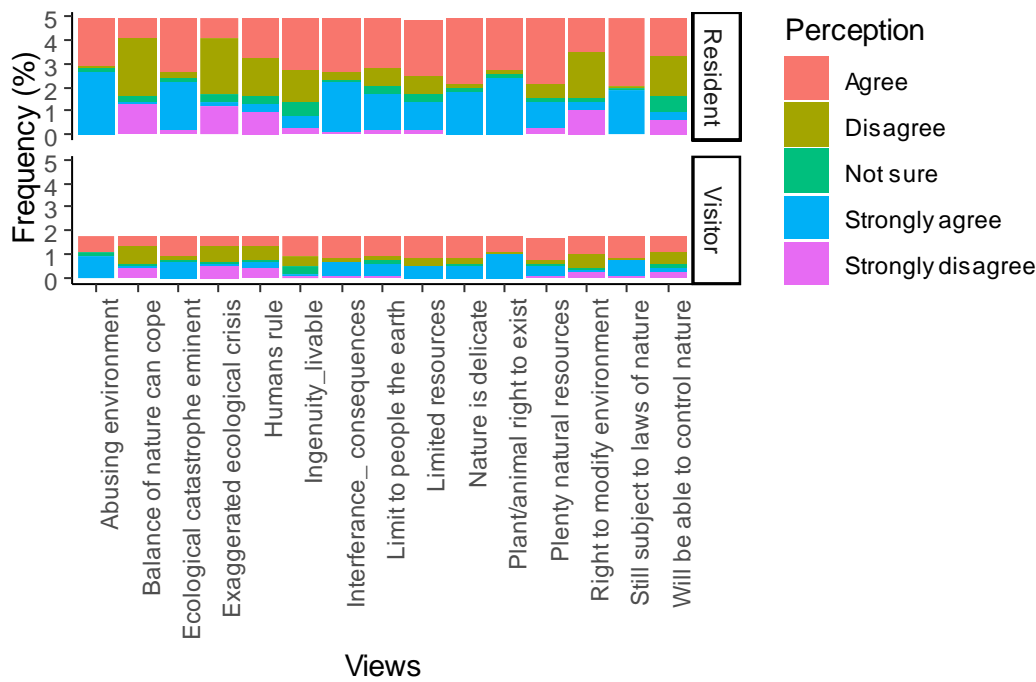 Frequency (%)
5
4
3
2
1
0
Resident
5
4
3
2
1
0
Visitor
Abusing environment
Balance of nature can cope
Ecological catastrophe eminent
Exaggerated ecological crisis
Humans rule
Ingenuity_livable
Interferance_ consequences
Limit to people the earth
Limited resources
Nature is delicate
Plant/animal right to exist
Plenty natural resources
Right to modify environment
Still subject to laws of nature
Will be able to control nature
Views
Perception
Agree
Disagree
Not sure
Strongly agree
Strongly disagree